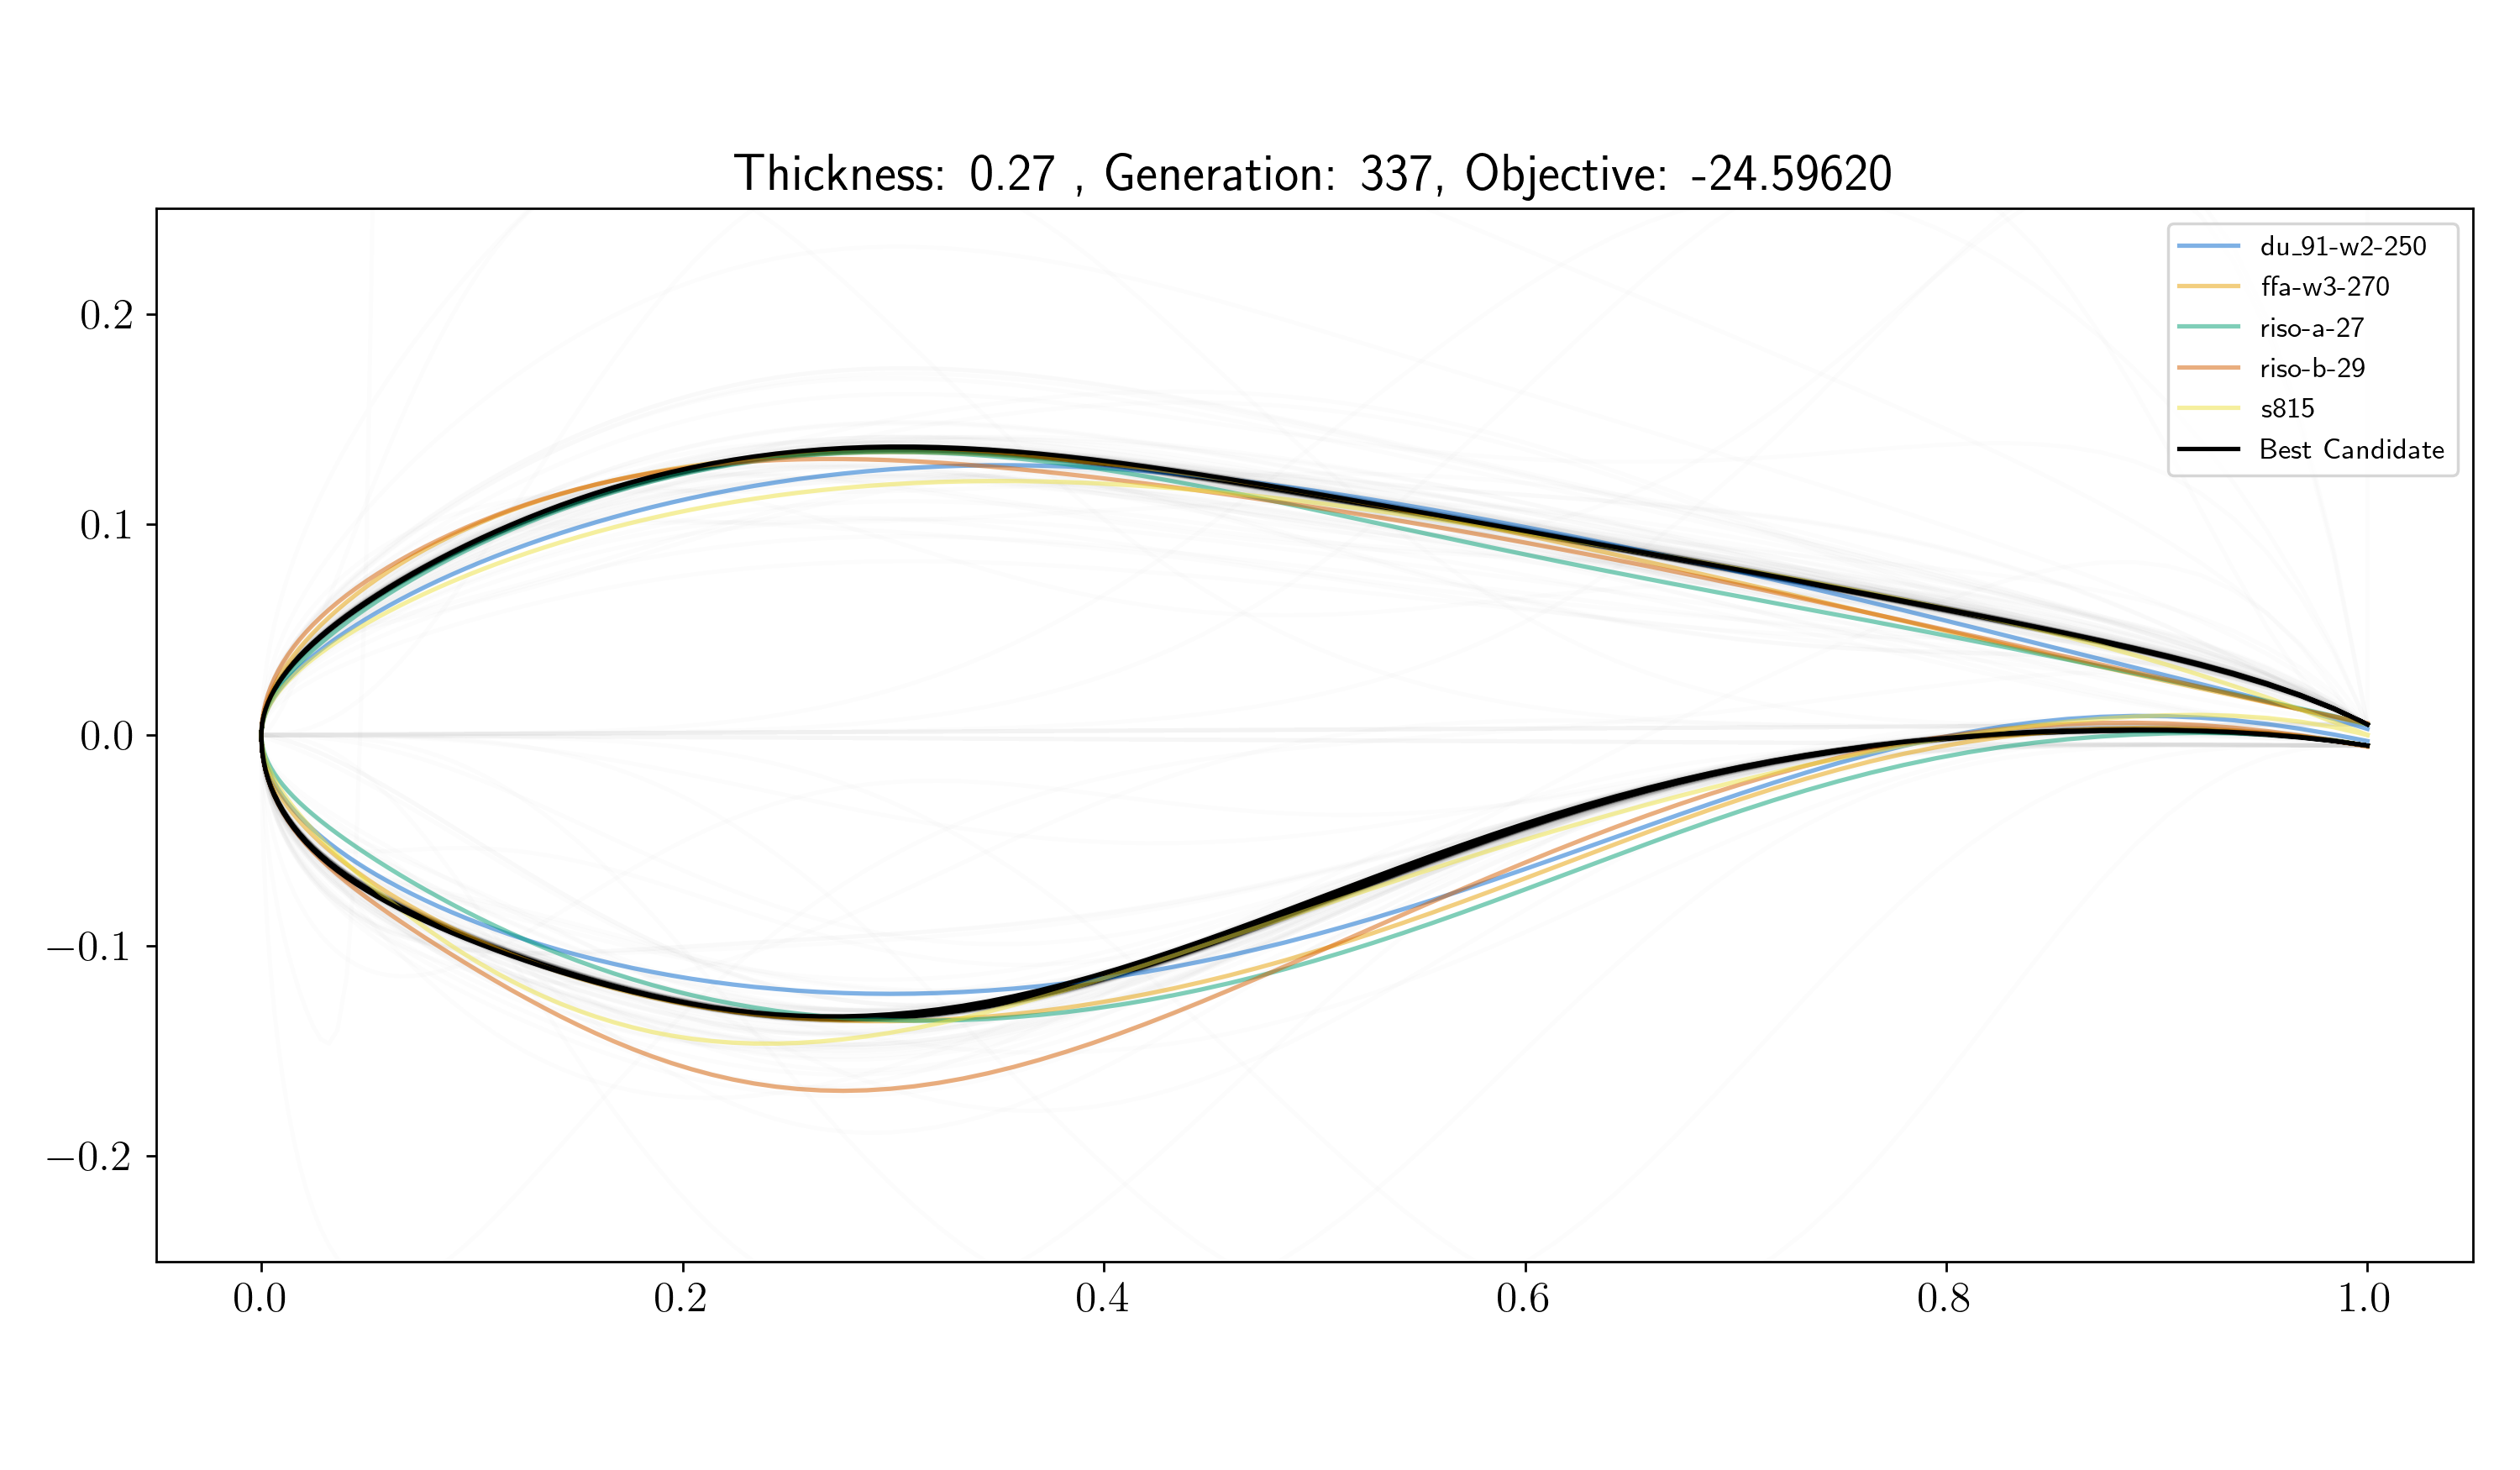 Thickness: 0.27 , Generation: 337, Objective: -24.59620
du_91-w2-250
ffa-w3-270
riso-a-27
riso-b-29
s815
Best Candidate
0.2
0.1
0.0
−0.1
−0.2
0.0 0.2 0.4 0.6 0.8 1.0